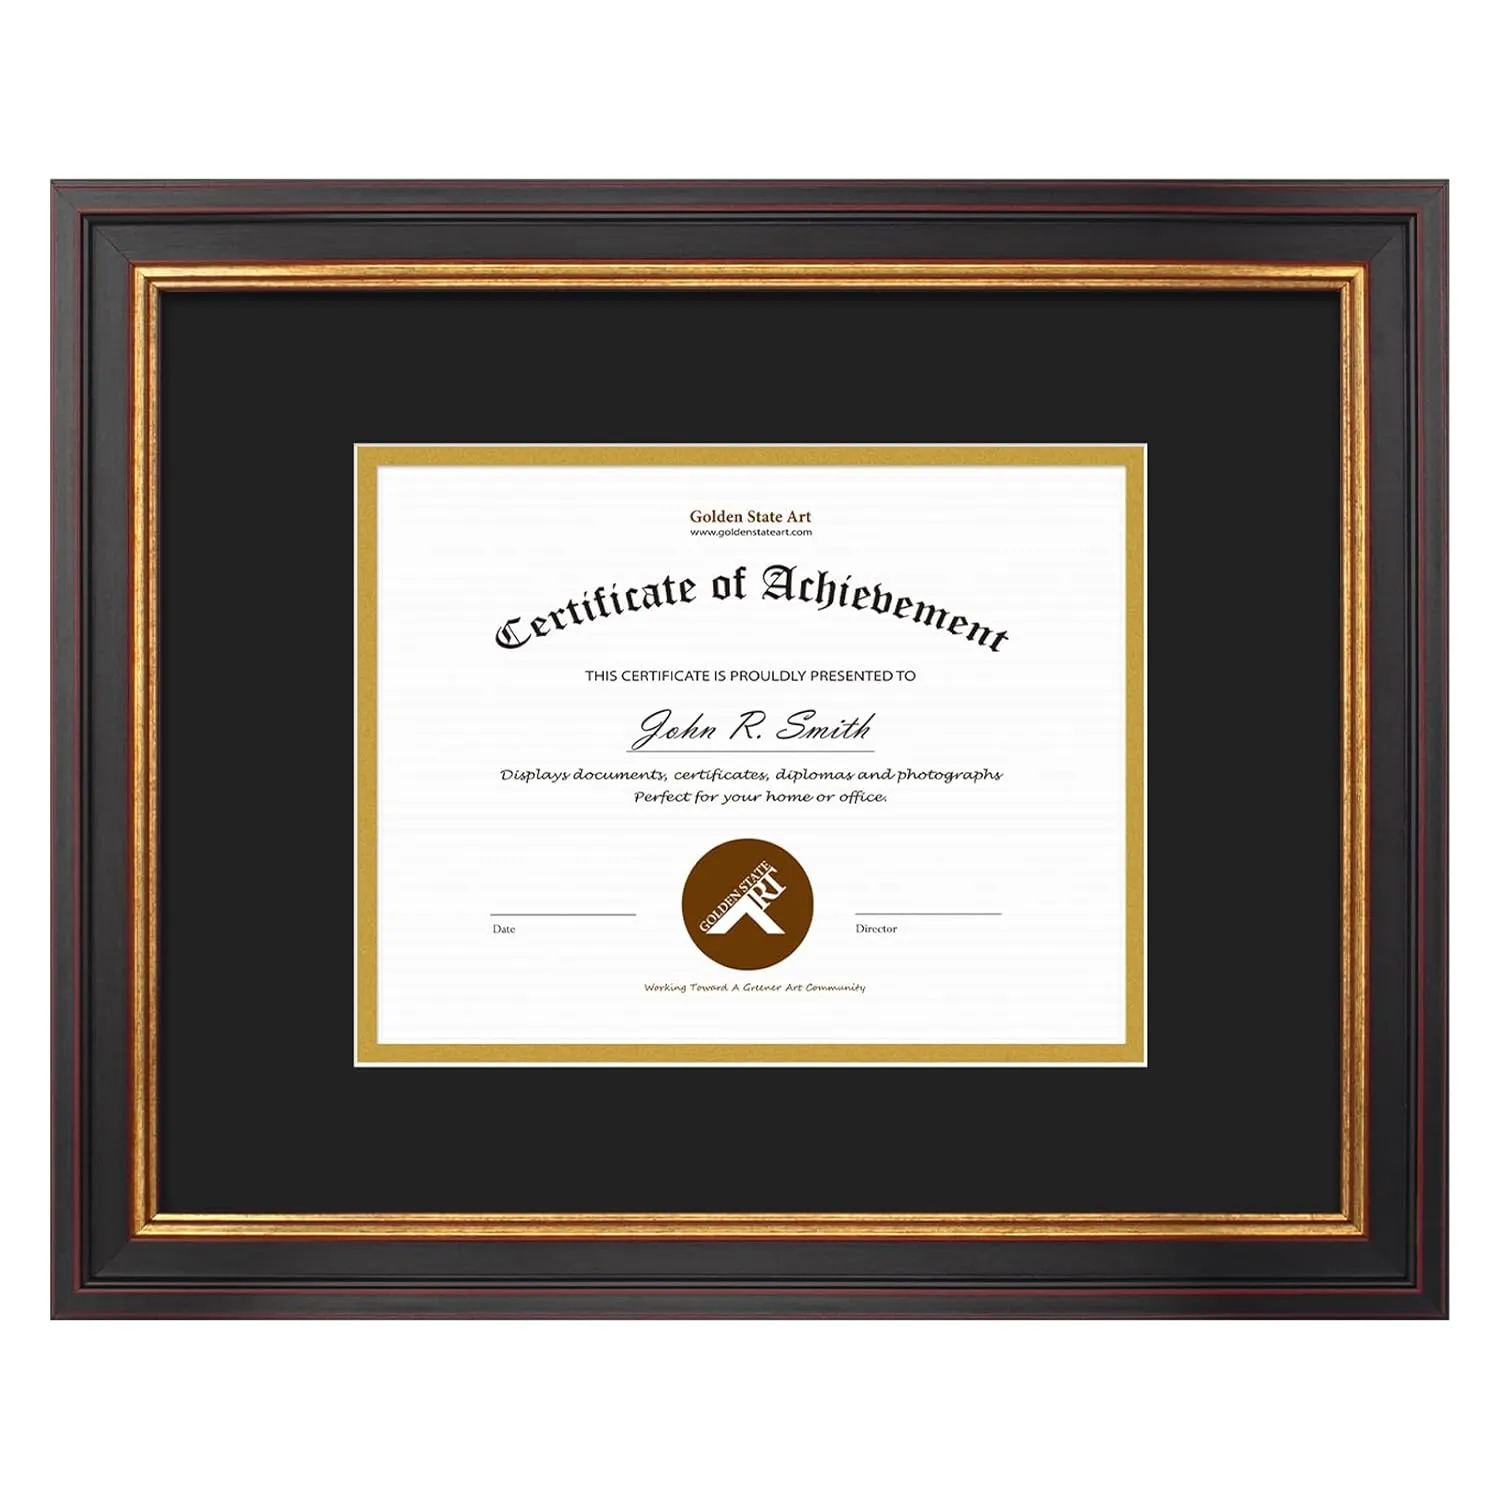 Golden State Art
www.goldenstateart.com
Certificate of Achievement
THIS CERTIFICATE IS PROULDLY PRESENTED TO
John R. Smith
Displays documents, certificates, diplomas and photographs
Perfect for your home or office.
GOLDEN STATE
ART
Date
Director
Working Toward A Greener Art Community